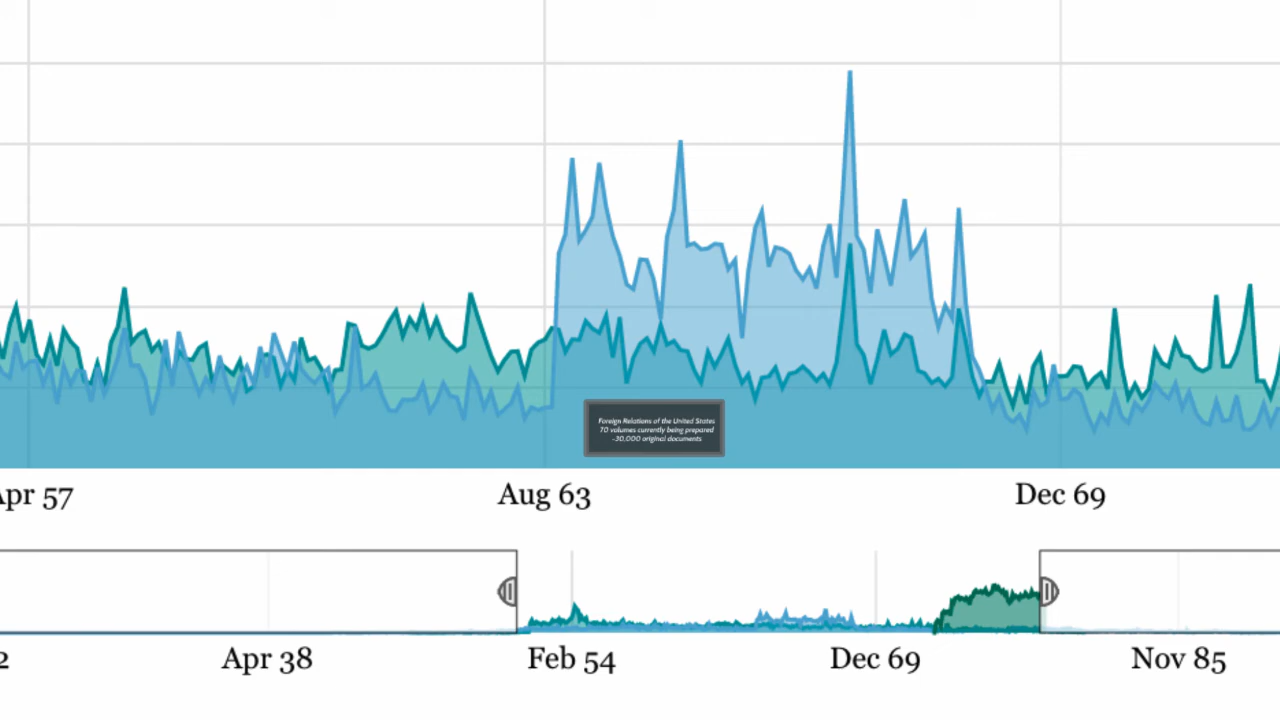 Foreign Relations of the United States
70 volumes currently being prepared
~30,000 original documents
Apr 57 Aug 63 Dec 69
2 Apr 38 Feb 54 Dec 69 Nov 85